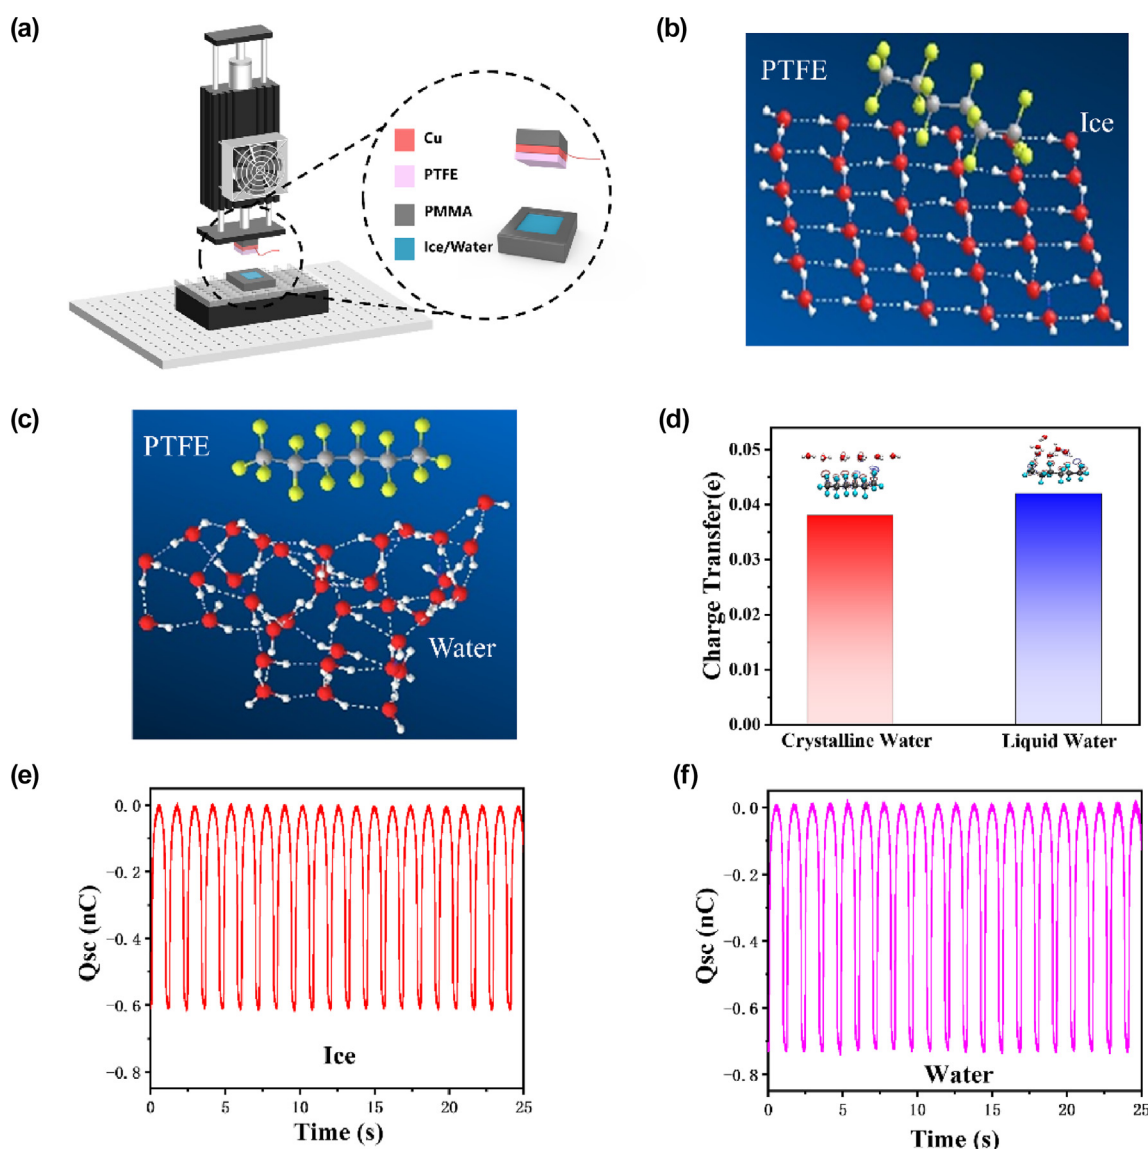 (a)
Cu
PTFE
PMMA
Ice/Water
(b)
PTFE
Ice
(c)
PTFE
Water
(d)
Charge Transfer(e)
0.05
0.04
0.03
0.02
0.01
0.00
Crystalline Water
Liquid Water
(e)
Qsc (nC)
0.0
-0.2
-0.4
-0.6
-0.8
Ice
0 5 10 15 20 25
Time (s)
(f)
Qsc (nC)
0.0
-0.2
-0.4
-0.6
-0.8
Water
0 5 10 15 20 25
Time (s)